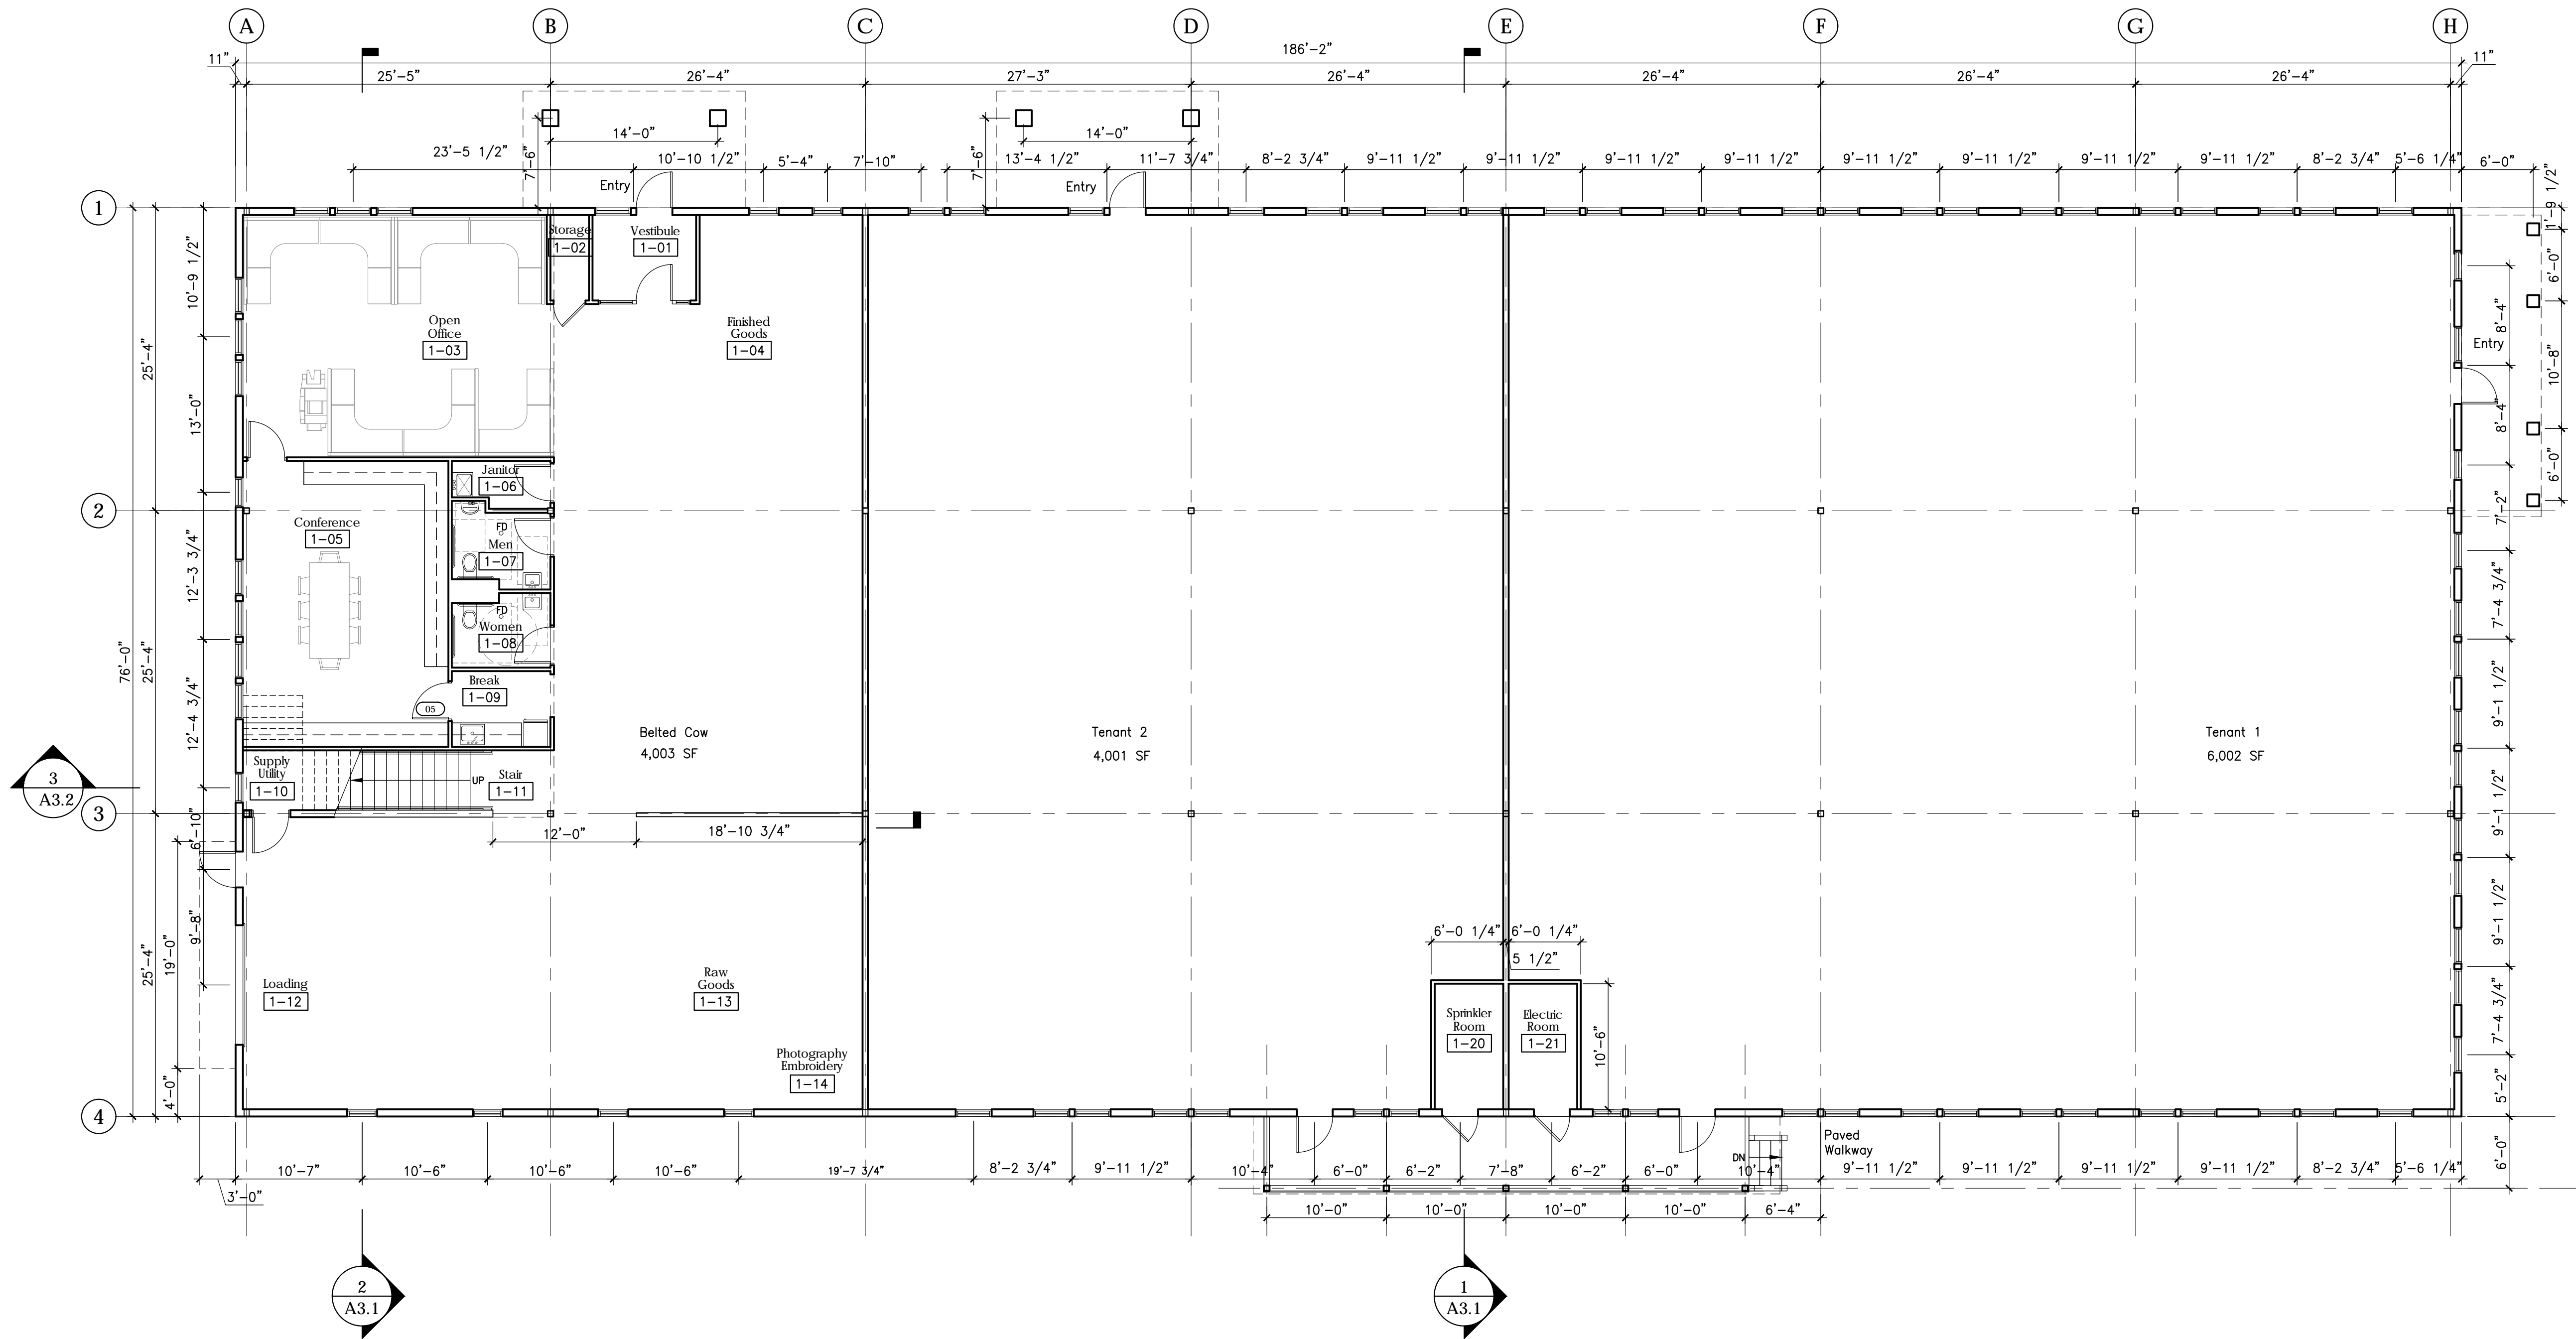 A B C D E F G H
186'-2"
11" 25'-5" 26'-4" 27'-3" 26'-4" 26'-4" 26'-4" 26'-4" 11"
14'-0" 14'-0"
7'-6" 7'-6"
23'-5 1/2" 10'-10 1/2" 5'-4" 7'-10" 13'-4 1/2" 11'-7 3/4" 8'-2 3/4" 9'-11 1/2" 9'-11 1/2" 9'-11 1/2" 9'-11 1/2" 9'-11 1/2" 9'-11 1/2" 9'-11 1/2" 9'-11 1/2" 8'-2 3/4" 5'-6 1/4" 6'-0"
Entry
Entry
1
2
3
4
76'-0"
25'-4"
25'-4"
25'-4"
10'-9 1/2"
13'-0"
12'-3 3/4"
12'-4 3/4"
6'-10"
9'-8"
19'-0"
4'-0"
Storage
1-02
Vestibule
1-01
Open
Office
1-03
Finished
Goods
1-04
Janitor
1-06
Conference
1-05
FD
Men
1-07
FD
Women
1-08
Break
1-09
05
Supply
Utility
1-10
UP
Stair
1-11
Belted Cow
4,003 SF
Tenant 2
4,001 SF
Tenant 1
6,002 SF
12'-0" 18'-10 3/4"
Loading
1-12
Raw
Goods
1-13
Photography
Embroidery
1-14
6'-0 1/4" 6'-0 1/4"
5 1/2"
Sprinkler
Room
1-20
Electric
Room
1-21
10'-6"
1'-9 1/2"
6'-0"
10'-8"
6'-0"
Entry
8'-4"
8'-4"
7'-2"
7'-4 3/4"
9'-1 1/2"
9'-11 1/2"
9'-11 1/2"
9'-1 1/2"
7'-4 3/4"
5'-2"
6'-0"
Paved
Walkway
DN
10'-7" 10'-6" 10'-6" 10'-6" 19'-7 3/4" 8'-2 3/4" 9'-11 1/2" 10'-4" 6'-0" 6'-2" 7'-8" 6'-2" 6'-0" 10'-4" 9'-11 1/2" 9'-11 1/2" 9'-11 1/2" 9'-11 1/2" 8'-2 3/4" 5'-6 1/4"
3'-0"
10'-0" 10'-0" 10'-0" 10'-0" 6'-4"
3
A3.2
2
A3.1
1
A3.1